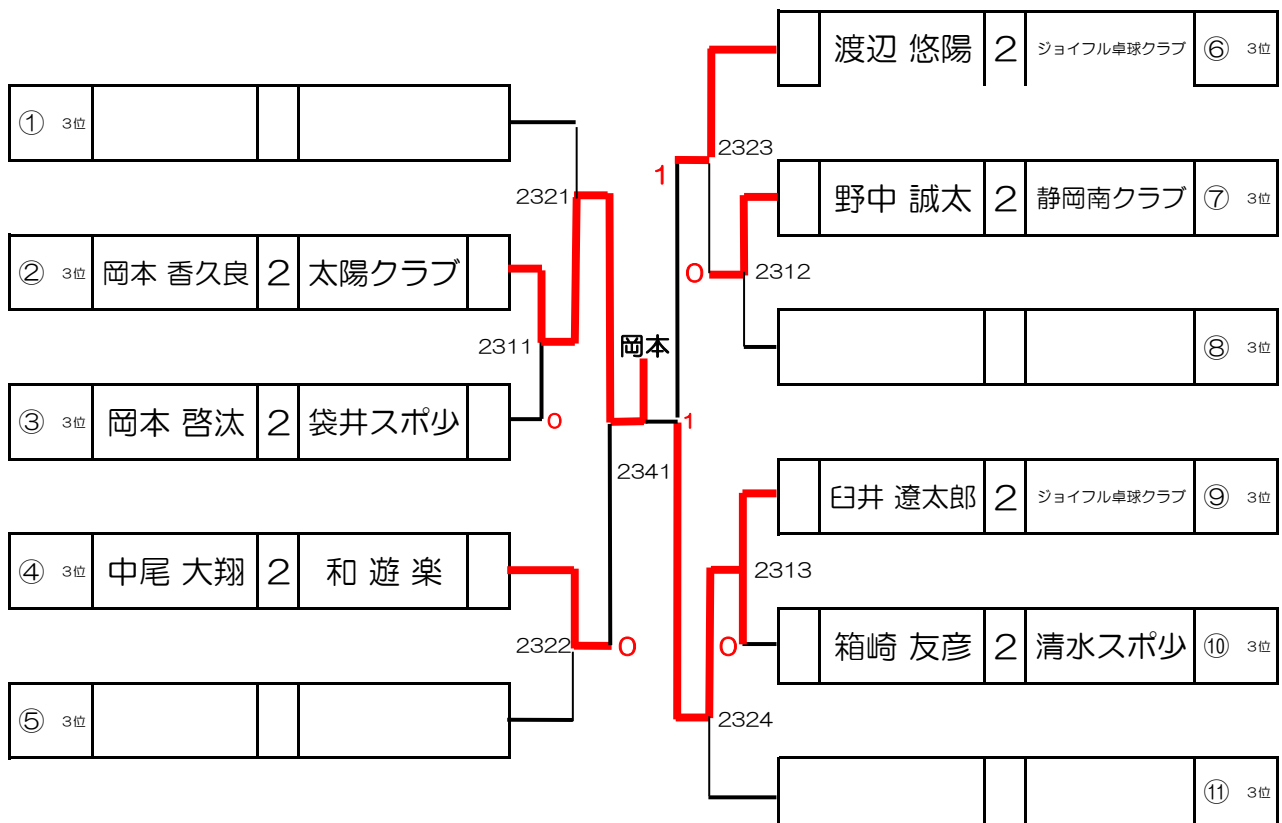 ① 3位
② 3位 岡本 香久良 2 太陽クラブ
③ 3位 岡本 啓汰 2 袋井スポ少
④ 3位 中尾 大翔 2 和 遊 楽
⑤ 3位
2321
2311
0
2322
0
岡本
2341
1
1
2323
0
2312
2313
0
2324
渡辺 悠陽 2 ジョイフル卓球クラブ ⑥ 3位
野中 誠太 2 静岡南クラブ ⑦ 3位
⑧ 3位
臼井 遼太郎 2 ジョイフル卓球クラブ ⑨ 3位
箱崎 友彦 2 清水スポ少 ⑩ 3位
⑪ 3位